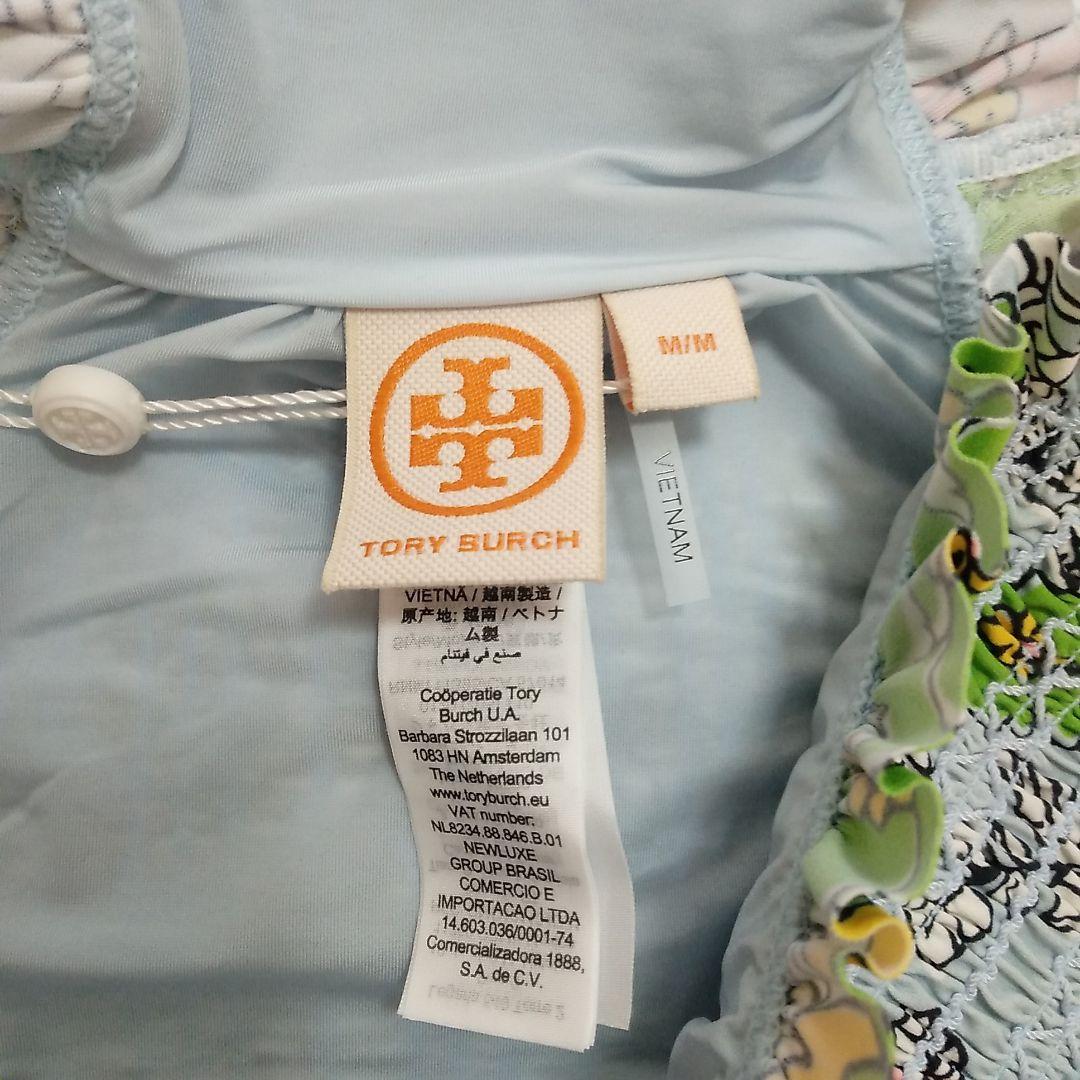 M/M
TORY BURCH
VIETNAM
VIETNÃ / 越南製造 /
原产地: 越南 / ベトナ
ム製
صنع في فيتنام
Coöperatie Tory
Burch U.A.
Barbara Strozzilaan 101
1083 HN Amsterdam
The Netherlands
www.toryburch.eu
VAT number:
NL8234.88.846.B.01
NEWLUXE
GROUP BRASIL
COMERCIO E
IMPORTACAO LTDA
14.603.036/0001-74
Comercializadora 1888,
S.A. de C.V.